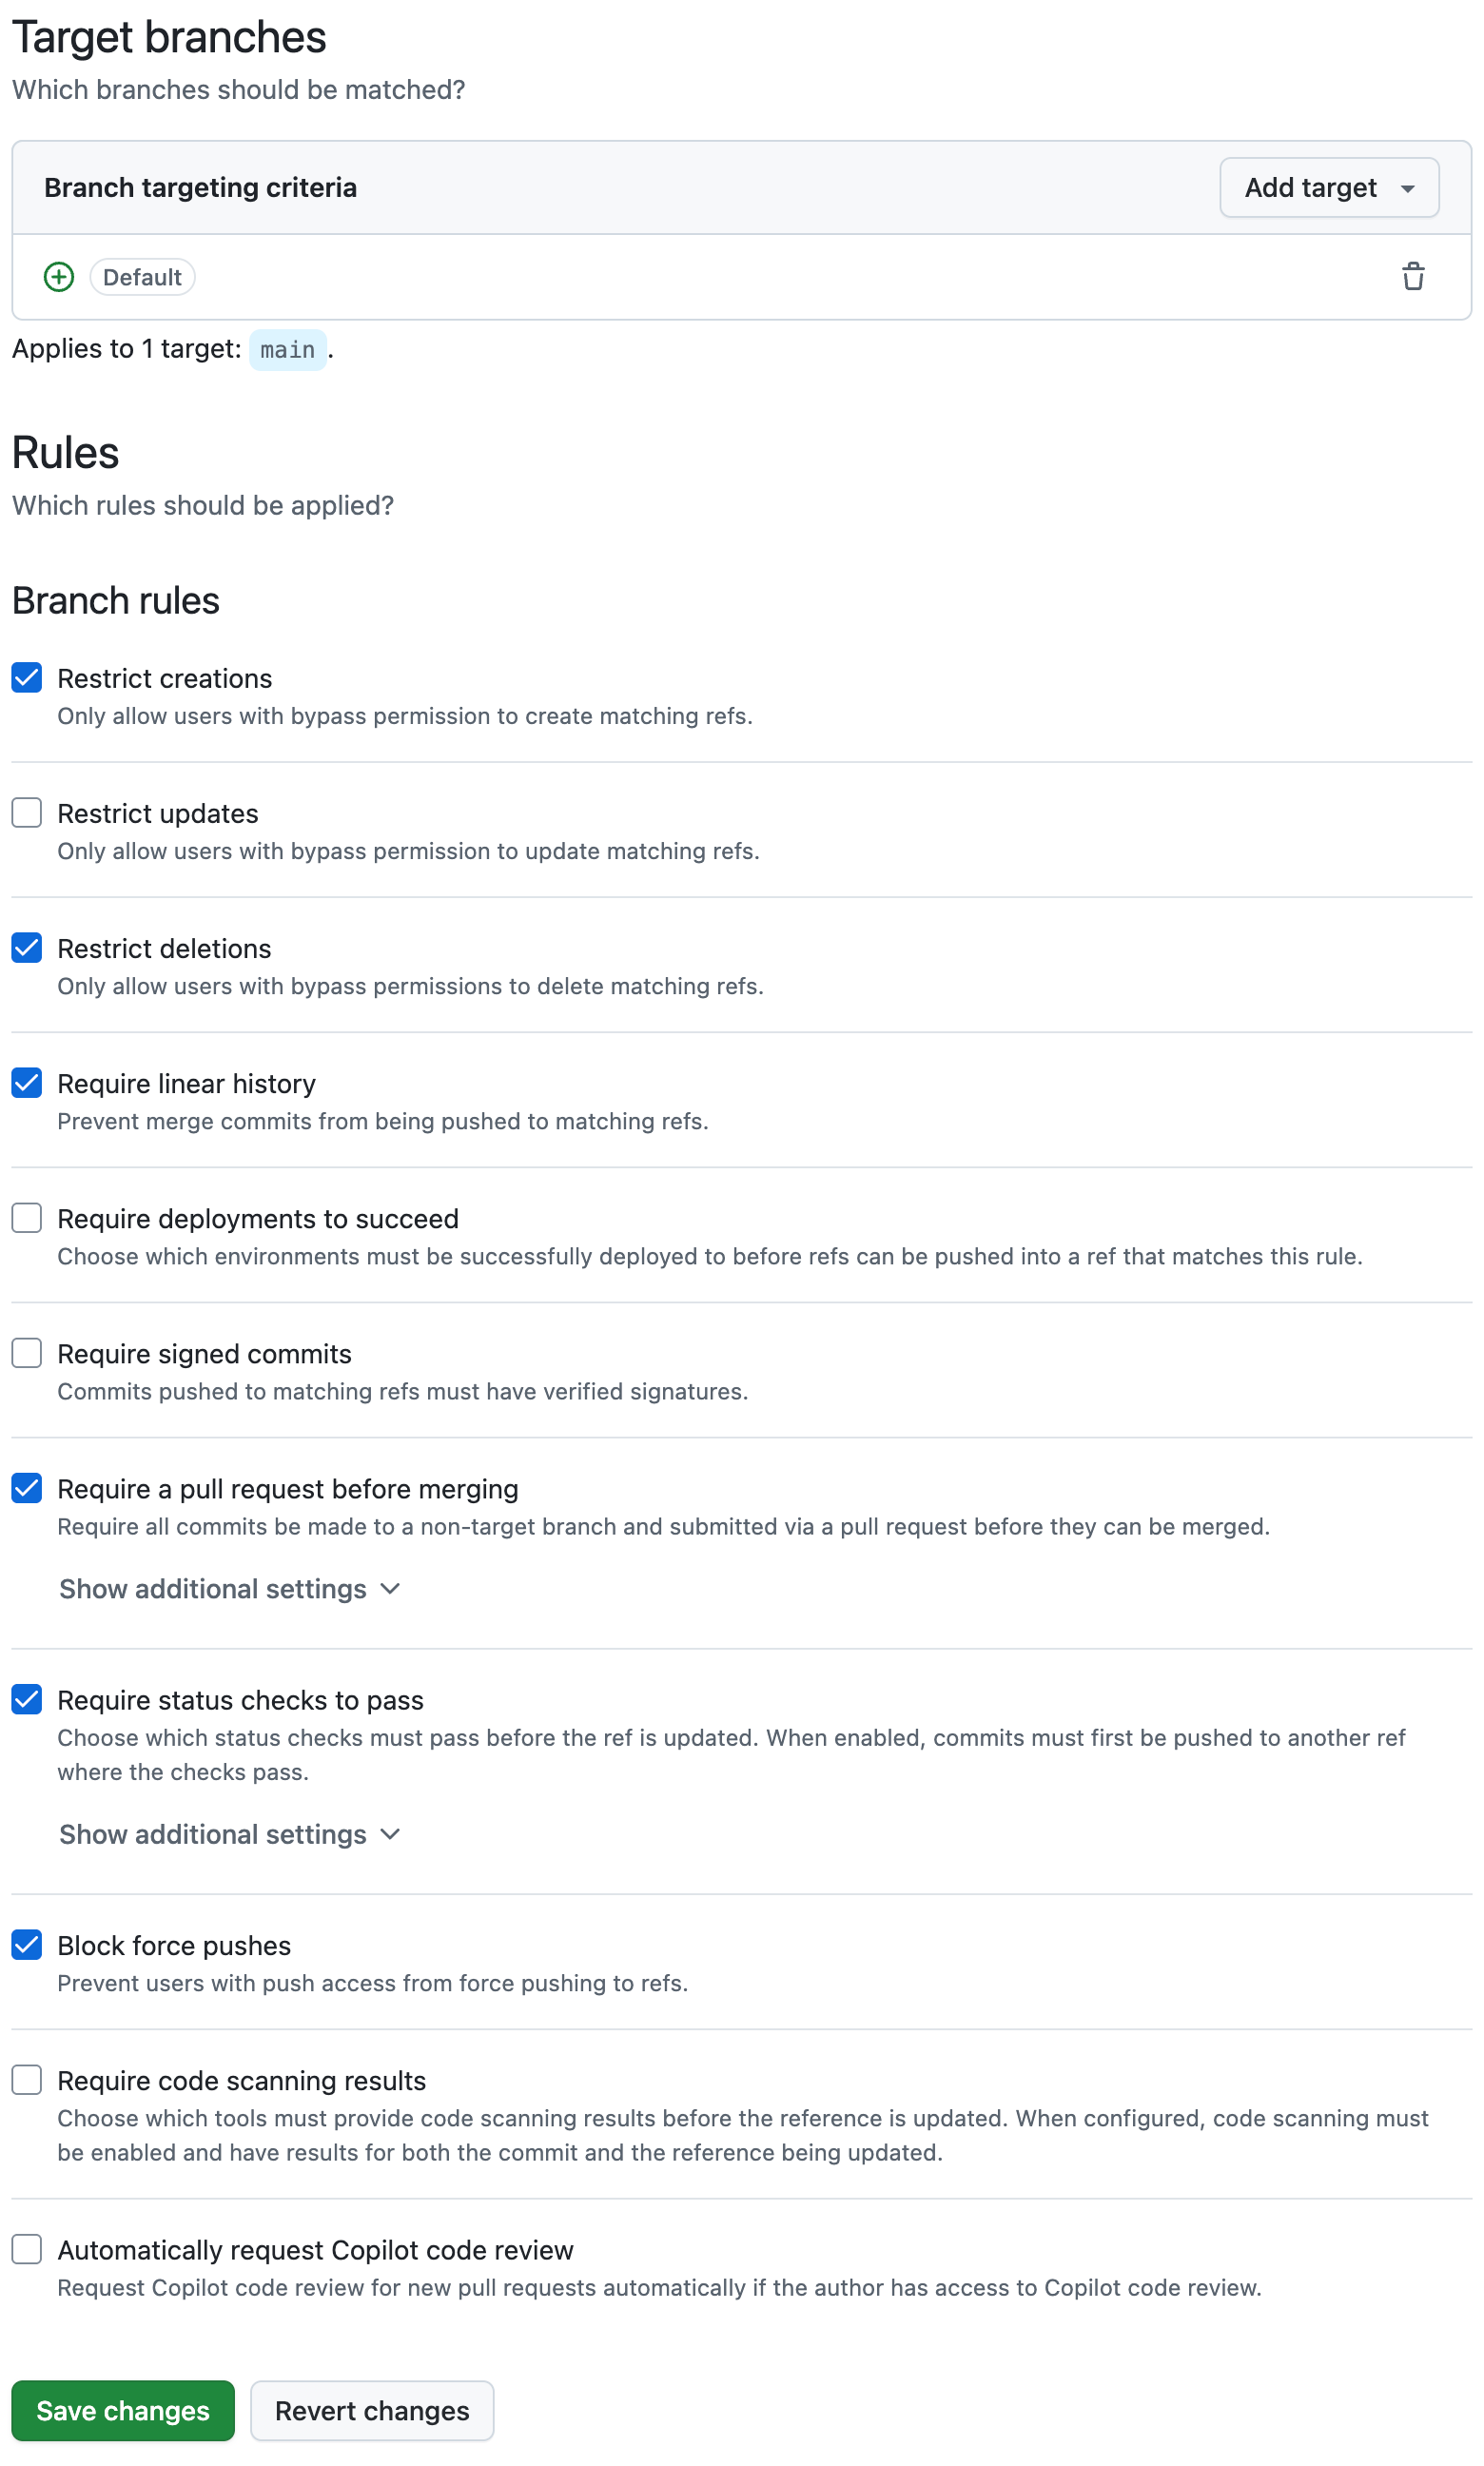 Target branches
Which branches should be matched?
Branch targeting criteria
Add target
Default
Applies to 1 target: main.
Rules
Which rules should be applied?
Branch rules
Restrict creations
Only allow users with bypass permission to create matching refs.
Restrict updates
Only allow users with bypass permission to update matching refs.
Restrict deletions
Only allow users with bypass permissions to delete matching refs.
Require linear history
Prevent merge commits from being pushed to matching refs.
Require deployments to succeed
Choose which environments must be successfully deployed to before refs can be pushed into a ref that matches this rule.
Require signed commits
Commits pushed to matching refs must have verified signatures.
Require a pull request before merging
Require all commits be made to a non-target branch and submitted via a pull request before they can be merged.
Show additional settings
Require status checks to pass
Choose which status checks must pass before the ref is updated. When enabled, commits must first be pushed to another ref
where the checks pass.
Show additional settings
Block force pushes
Prevent users with push access from force pushing to refs.
Require code scanning results
Choose which tools must provide code scanning results before the reference is updated. When configured, code scanning must
be enabled and have results for both the commit and the reference being updated.
Automatically request Copilot code review
Request Copilot code review for new pull requests automatically if the author has access to Copilot code review.
Save changes
Revert changes